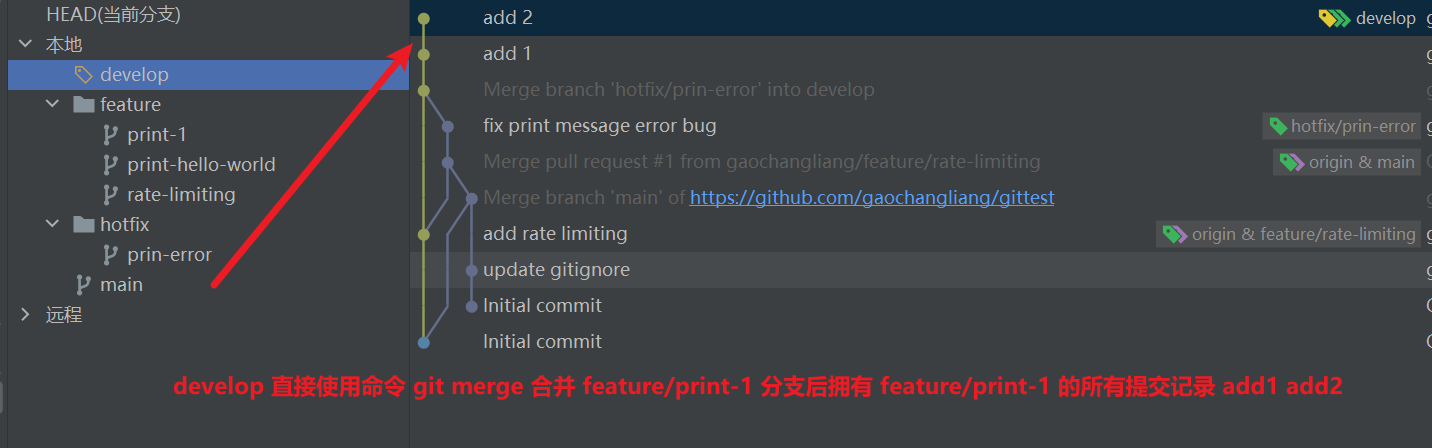 HEAD(当前分支)
本地
develop
feature
print-1
print-hello-world
rate-limiting
hotfix
prin-error
main
远程
add 2 develop
add 1
Merge branch 'hotfix/prin-error' into develop
fix print message error bug hotfix/prin-error
Merge pull request #1 from gaochangliang/feature/rate-limiting origin & main
Merge branch 'main' of https://github.com/gaochangliang/gittest
add rate limiting origin & feature/rate-limiting
update gitignore
Initial commit
Initial commit
develop 直接使用命令 git merge 合并 feature/print-1 分支后拥有 feature/print-1 的所有提交记录 add1 add2